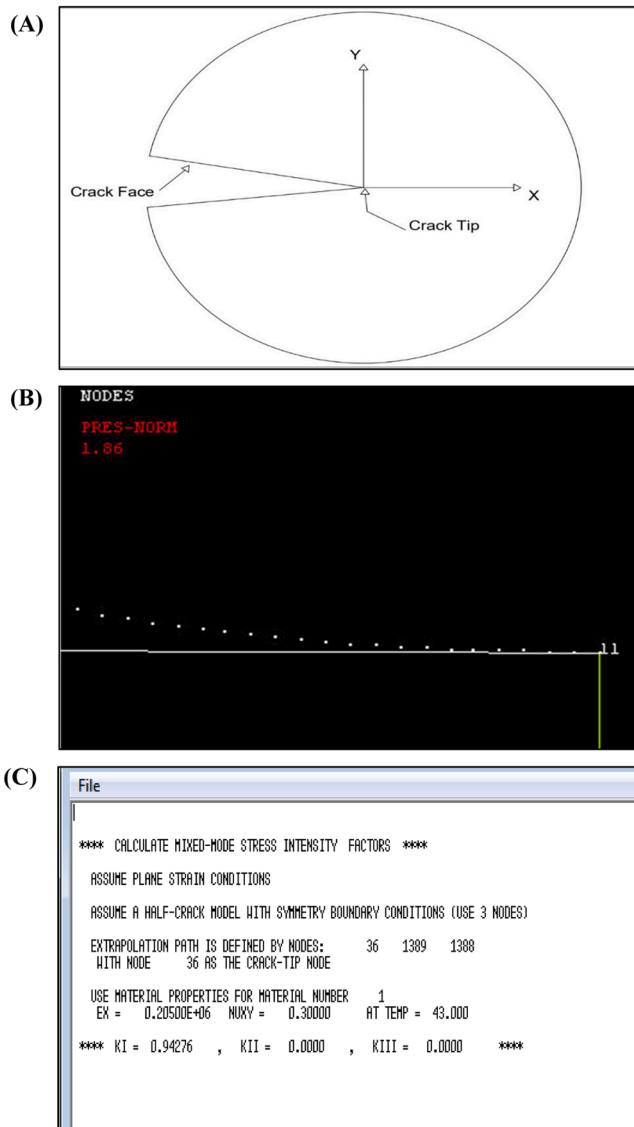 (A)
Y
Crack Face
X
Crack Tip
(B)
NODES
PRES-NORM
1.86
11
(C)
File
**** CALCULATE MIXED-MODE STRESS INTENSITY FACTORS ****
ASSUME PLANE STRAIN CONDITIONS
ASSUME A HALF-CRACK MODEL WITH SYMMETRY BOUNDARY CONDITIONS (USE 3 NODES)
EXTRAPOLATION PATH IS DEFINED BY NODES: 36 1389 1388
WITH NODE 36 AS THE CRACK-TIP NODE
USE MATERIAL PROPERTIES FOR MATERIAL NUMBER 1
EX = 0.20500E+06 NUXY = 0.30000 AT TEMP = 43.000
**** KI = 0.94276 , KII = 0.0000 , KIII = 0.0000 ****